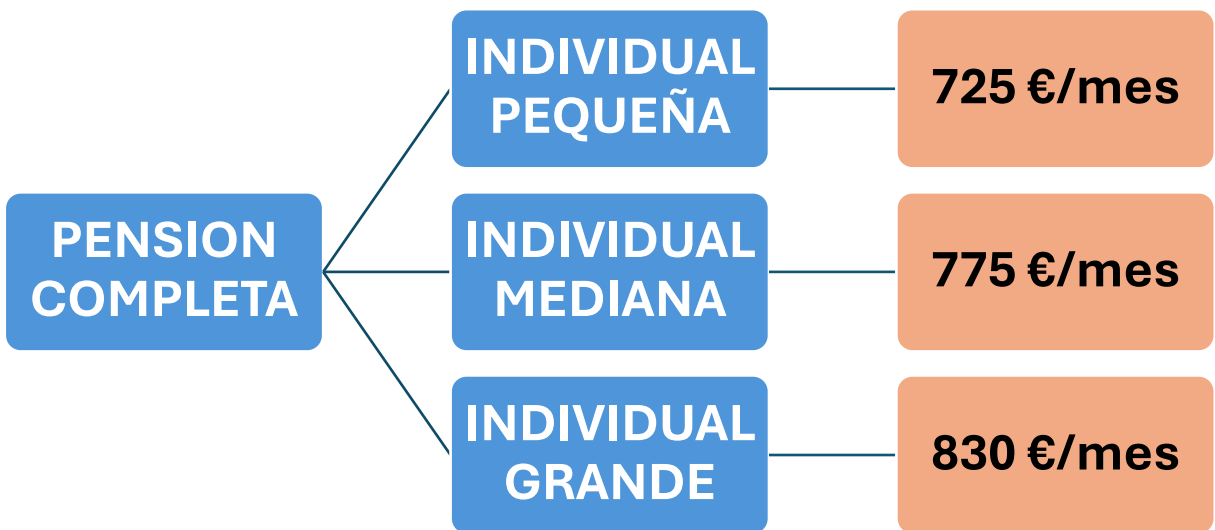 PENSION
COMPLETA
INDIVIDUAL
PEQUEÑA
725 €/mes
INDIVIDUAL
MEDIANA
775 €/mes
INDIVIDUAL
GRANDE
830 €/mes